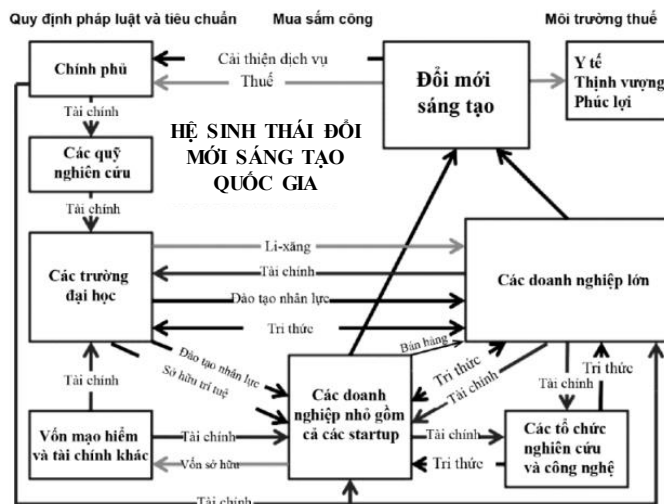 Quy định pháp luật và tiêu chuẩn
Mua sắm công
Môi trường thuế
Chính phủ
Cải thiện dịch vụ
Thuế
Đổi mới
sáng tạo
Y tế
Thịnh vượng
Phúc lợi
Tài chính
HỆ SINH THÁI ĐỔI
MỚI SÁNG TẠO
QUỐC GIA
Các quỹ
nghiên cứu
Tài chính
Các trường
đại học
Li-xăng
Tài chính
Đào tạo nhân lực
Tri thức
Các doanh nghiệp lớn
Bán hàng
Đào tạo nhân lực
Sở hữu trí tuệ
Tri thức
Tài chính
Tài chính
Tài chính
Tri thức
Vốn mạo hiểm
và tài chính khác
Tài chính
Vốn sở hữu
Các doanh
nghiệp nhỏ gồm
cả các startup
Tài chính
Tri thức
Các tổ chức
nghiên cứu
và công nghệ
Tài chính